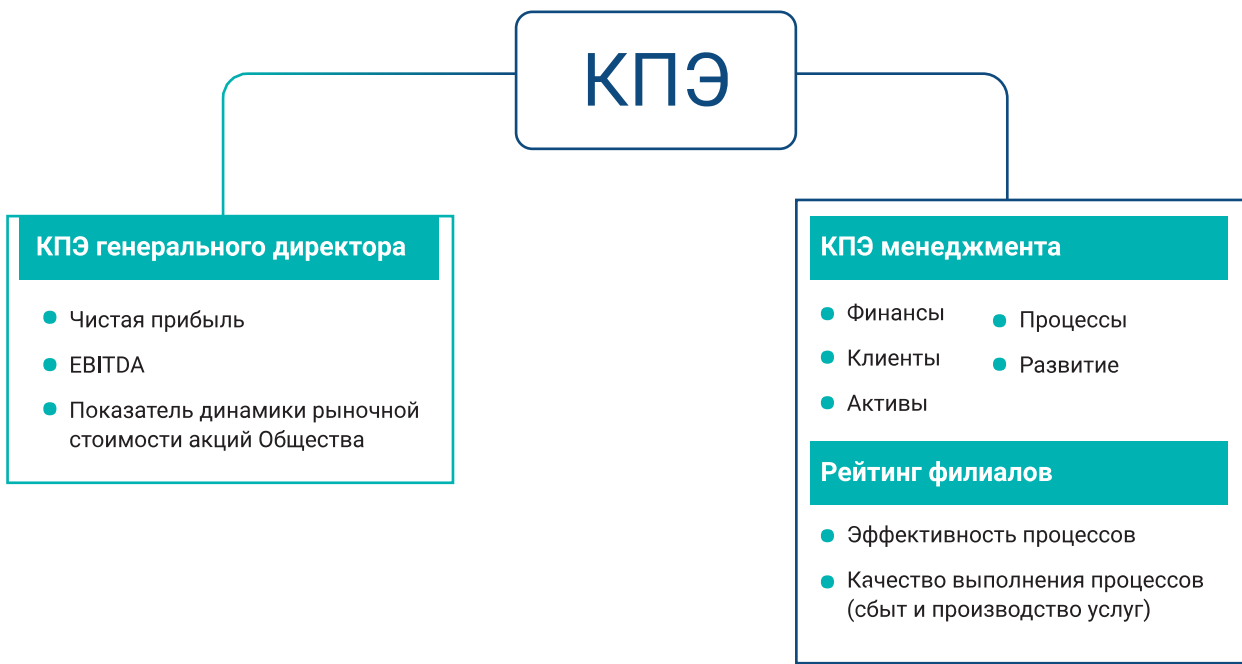 КПЭ
КПЭ генерального директора
Чистая прибыль
EBITDA
Показатель динамики рыночной
стоимости акций Общества
КПЭ менеджмента
Финансы
Клиенты
Активы
Процессы
Развитие
Рейтинг филиалов
Эффективность процессов
Качество выполнения процессов
(сбыт и производство услуг)